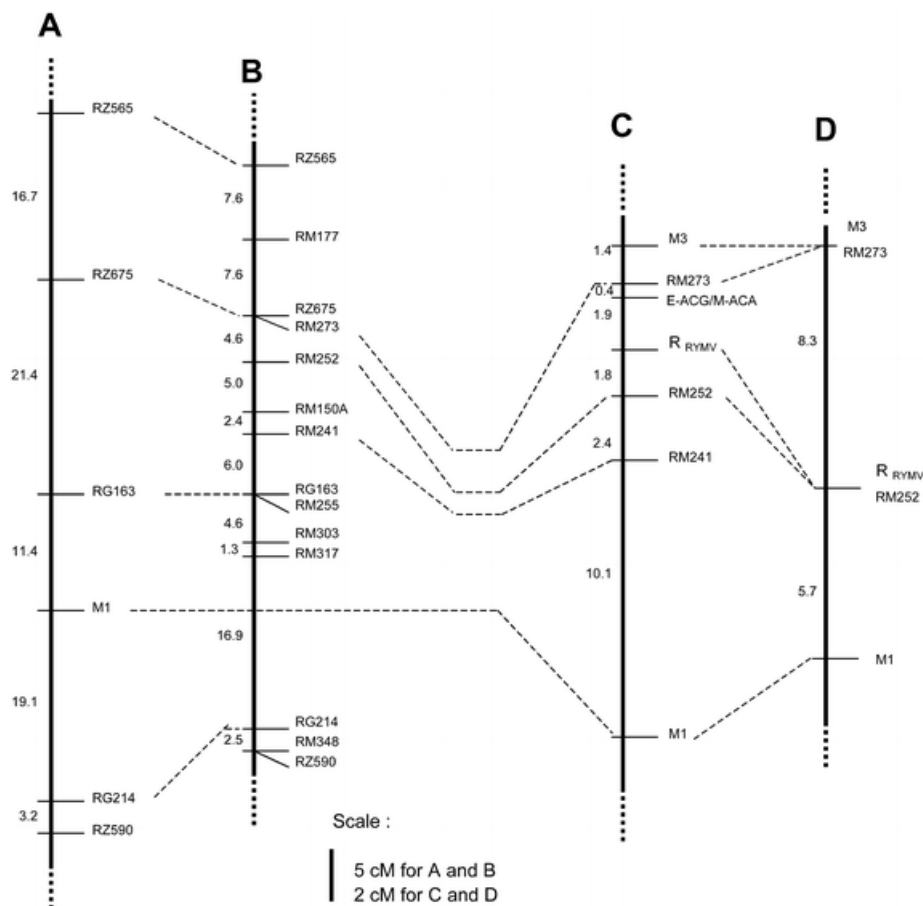 A
RZ565
16.7
RZ675
21.4
RG163
11.4
M1
19.1
RG214
3.2
RZ590
B
RZ565
7.6
RM177
7.6
RZ675
RM273
4.6
RM252
5.0
RM150A
2.4
RM241
6.0
RG163
RM255
4.6
RM303
1.3
RM317
16.9
RG214
2.5
RM348
RZ590
C
M3
1.4
RM273
0.4
E-ACG/M-ACA
1.9
R RYMV
1.8
RM252
2.4
RM241
10.1
M1
D
M3
RM273
8.3
R RYMV
RM252
5.7
M1
Scale :
5 cM for A and B
2 cM for C and D